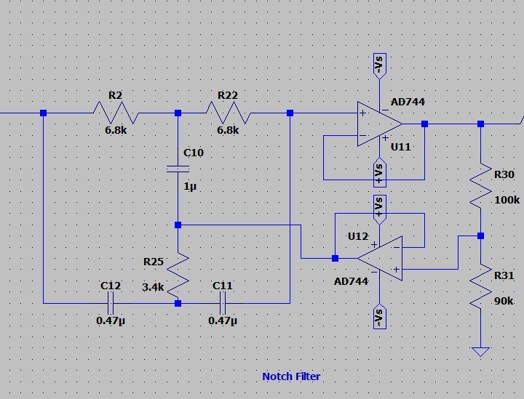 -Vs
R2
R22
AD744
6.8k
6.8k
+
-
U11
C10
+
+Vs
1µ
R30
100k
+Vs
U12
R25
+
-
C12
3.4k
C11
AD744
-
+
R31
90k
0.47µ
0.47µ
-Vs
Notch Filter